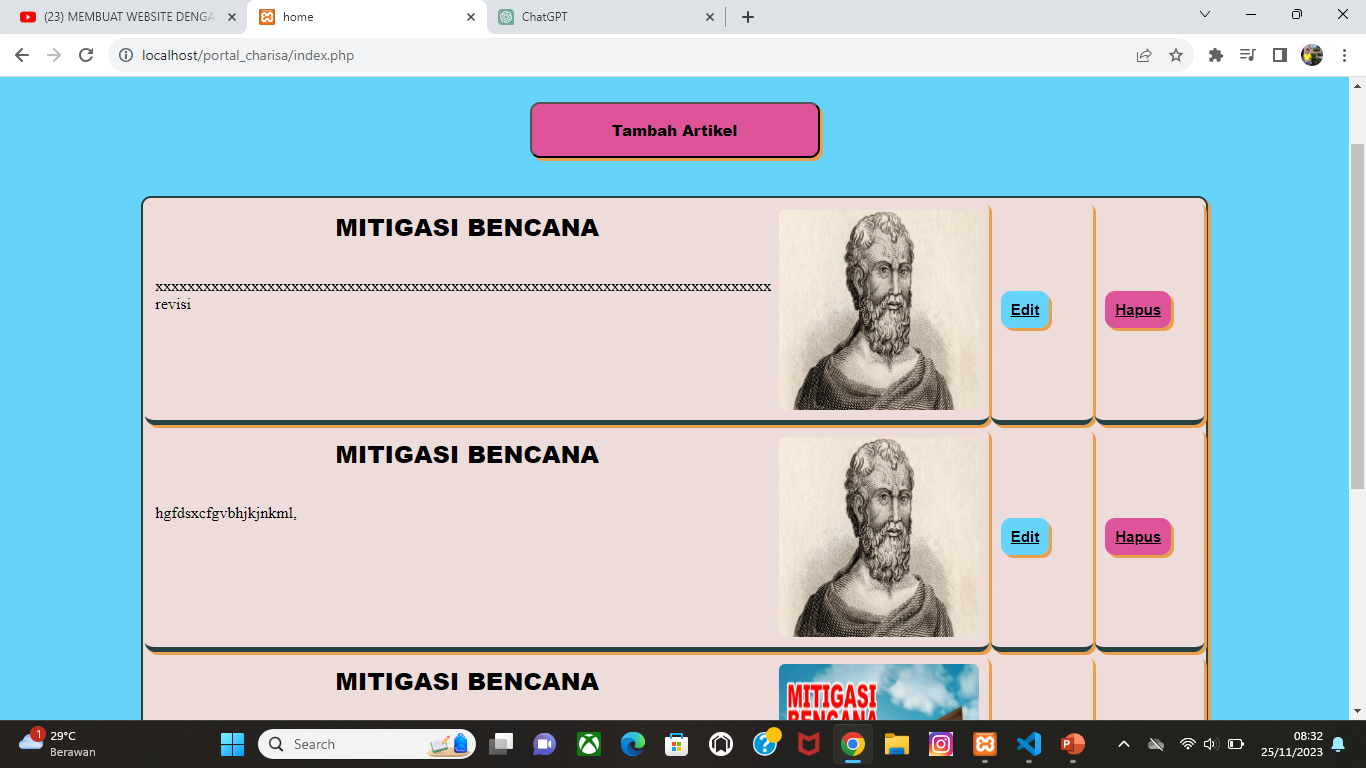 (23) MEMBUAT WEBSITE DENGA
home
ChatGPT
localhost/portal_charisa/index.php
Tambah Artikel
MITIGASI BENCANA
xxxxxxxxxxxxxxxxxxxxxxxxxxxxxxxxxxxxxxxxxxxxxxxxxxxxxxxxxxxxxxxxxxxxxxxxxxxxx
revisi
Edit
Hapus
MITIGASI BENCANA
hgfdsxcfgvbhjkjnkml,
Edit
Hapus
MITIGASI BENCANA
MITIGASI
BENCANA
1
29°C
Berawan
Search
08:32
25/11/2023